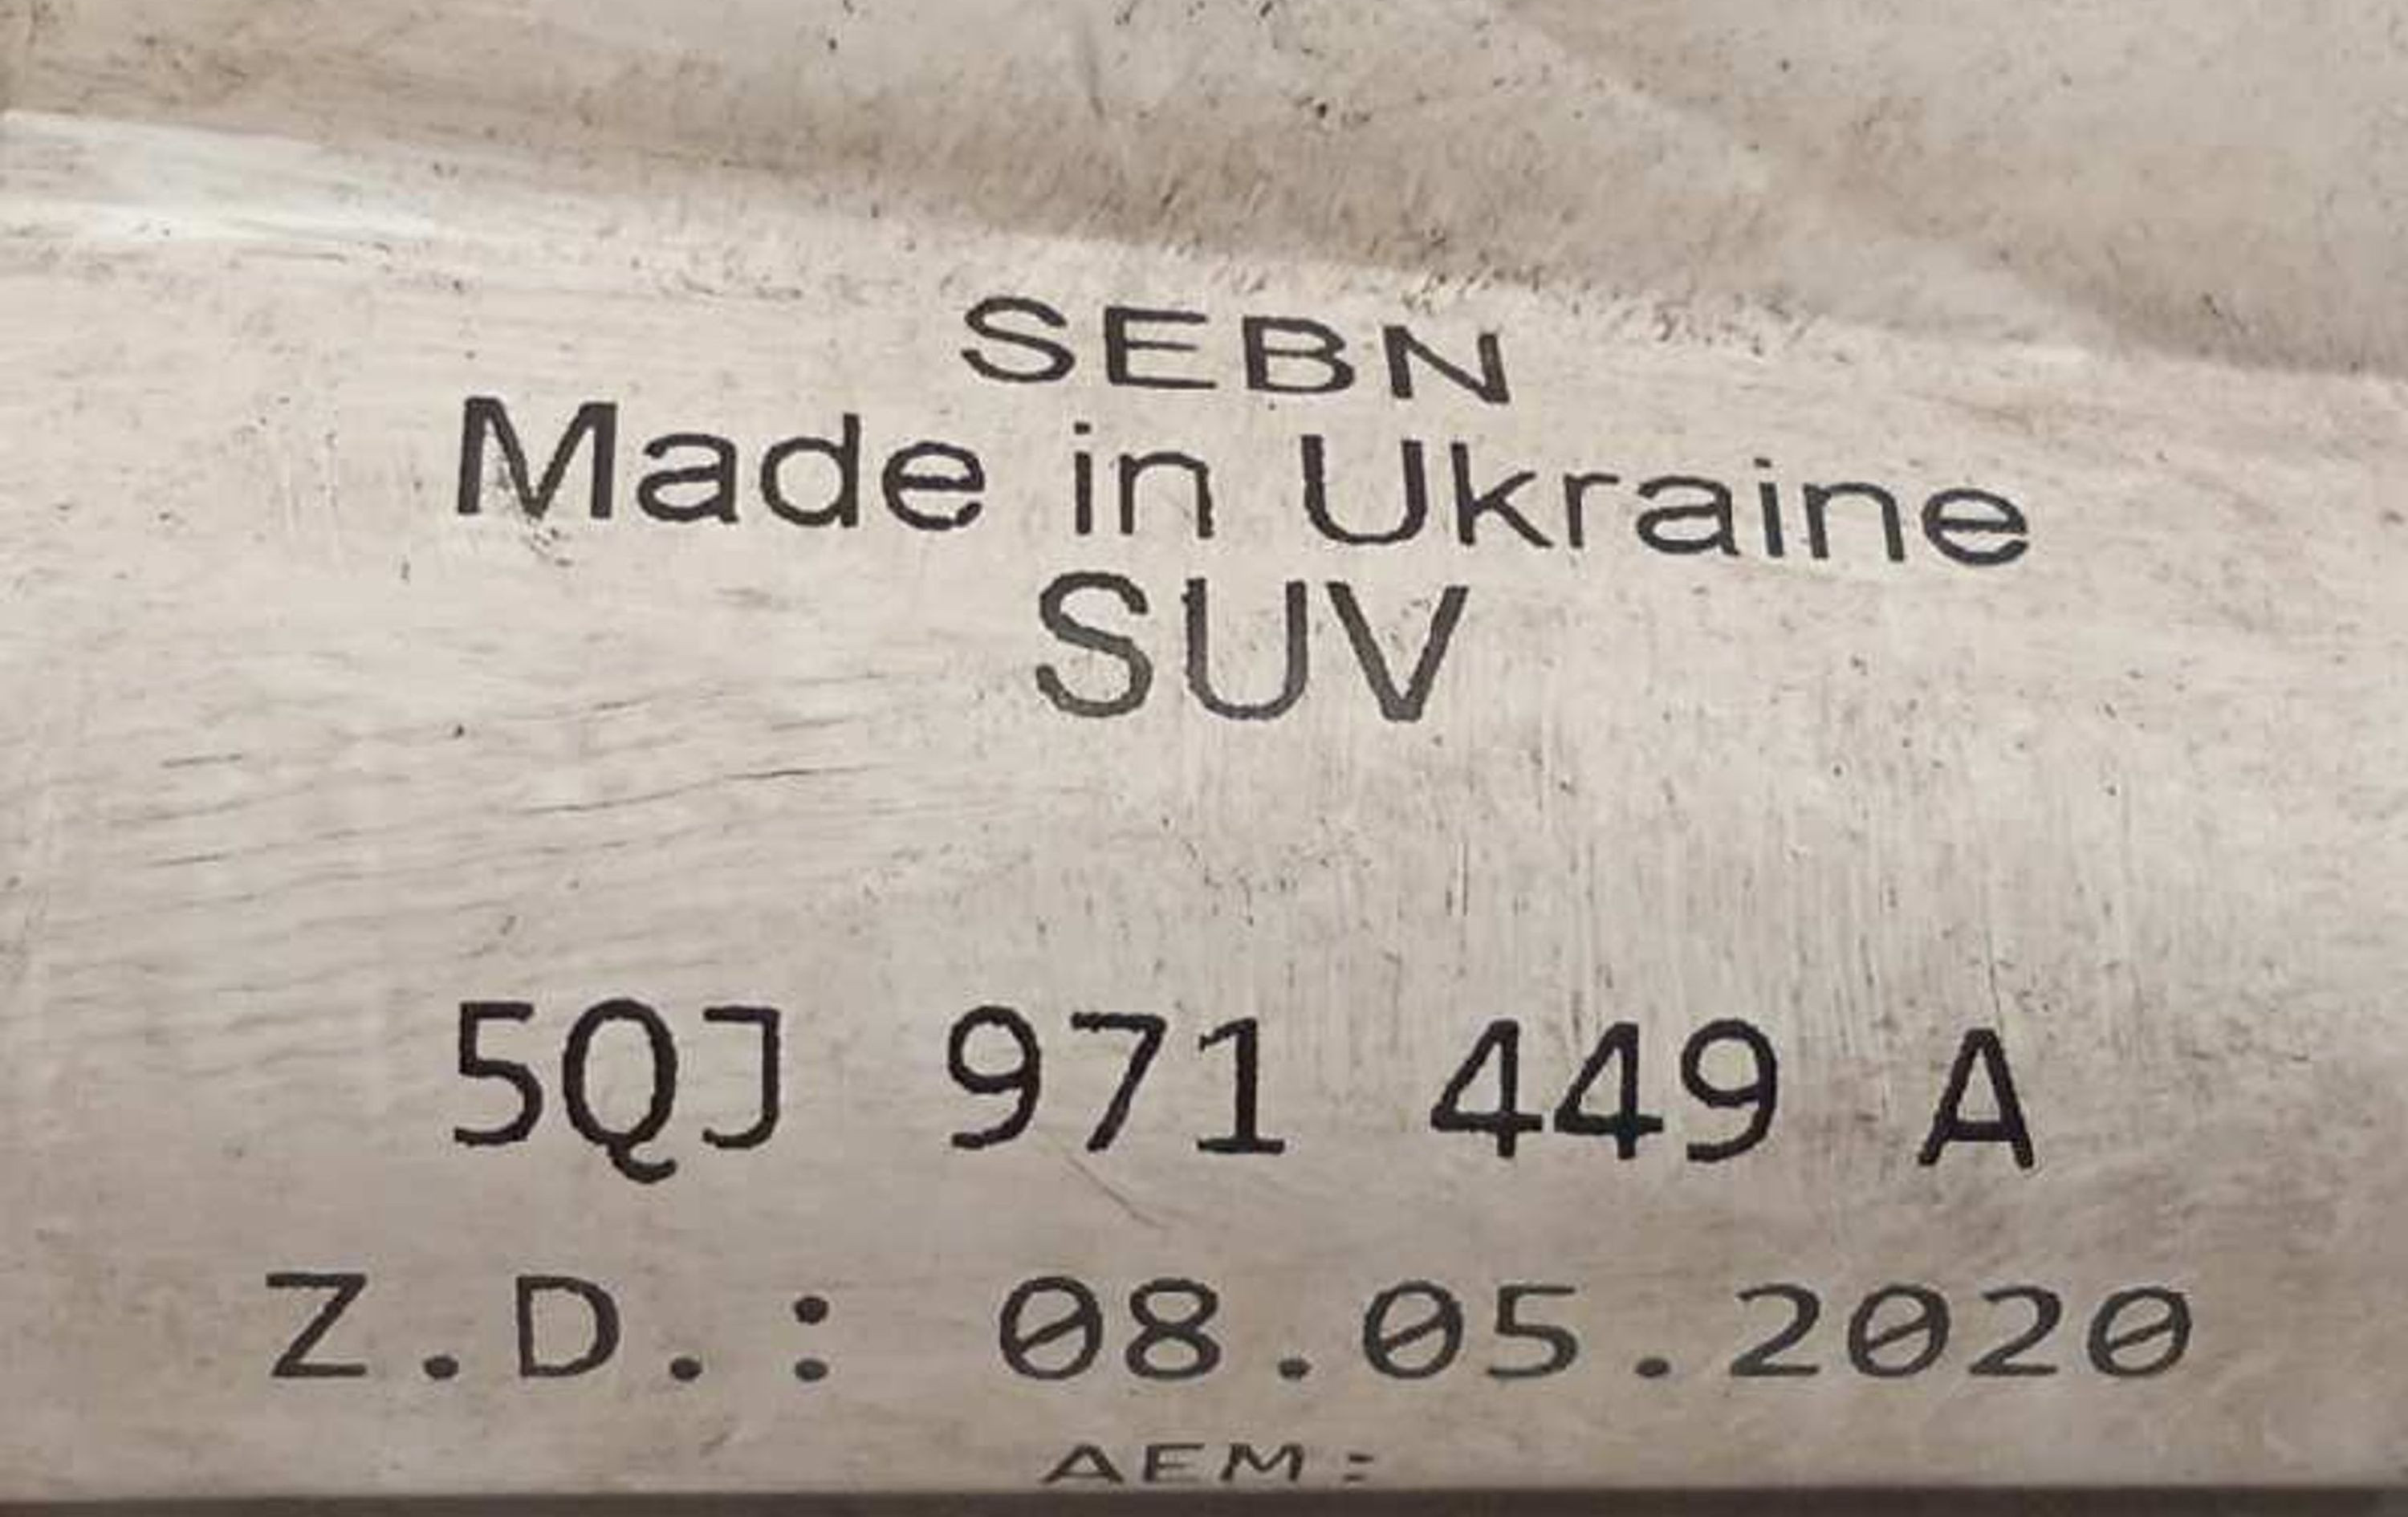 SEBN
Made in Ukraine
SUV
5QJ 971 449 A
Z.D.: 08.05.2020
AEM: